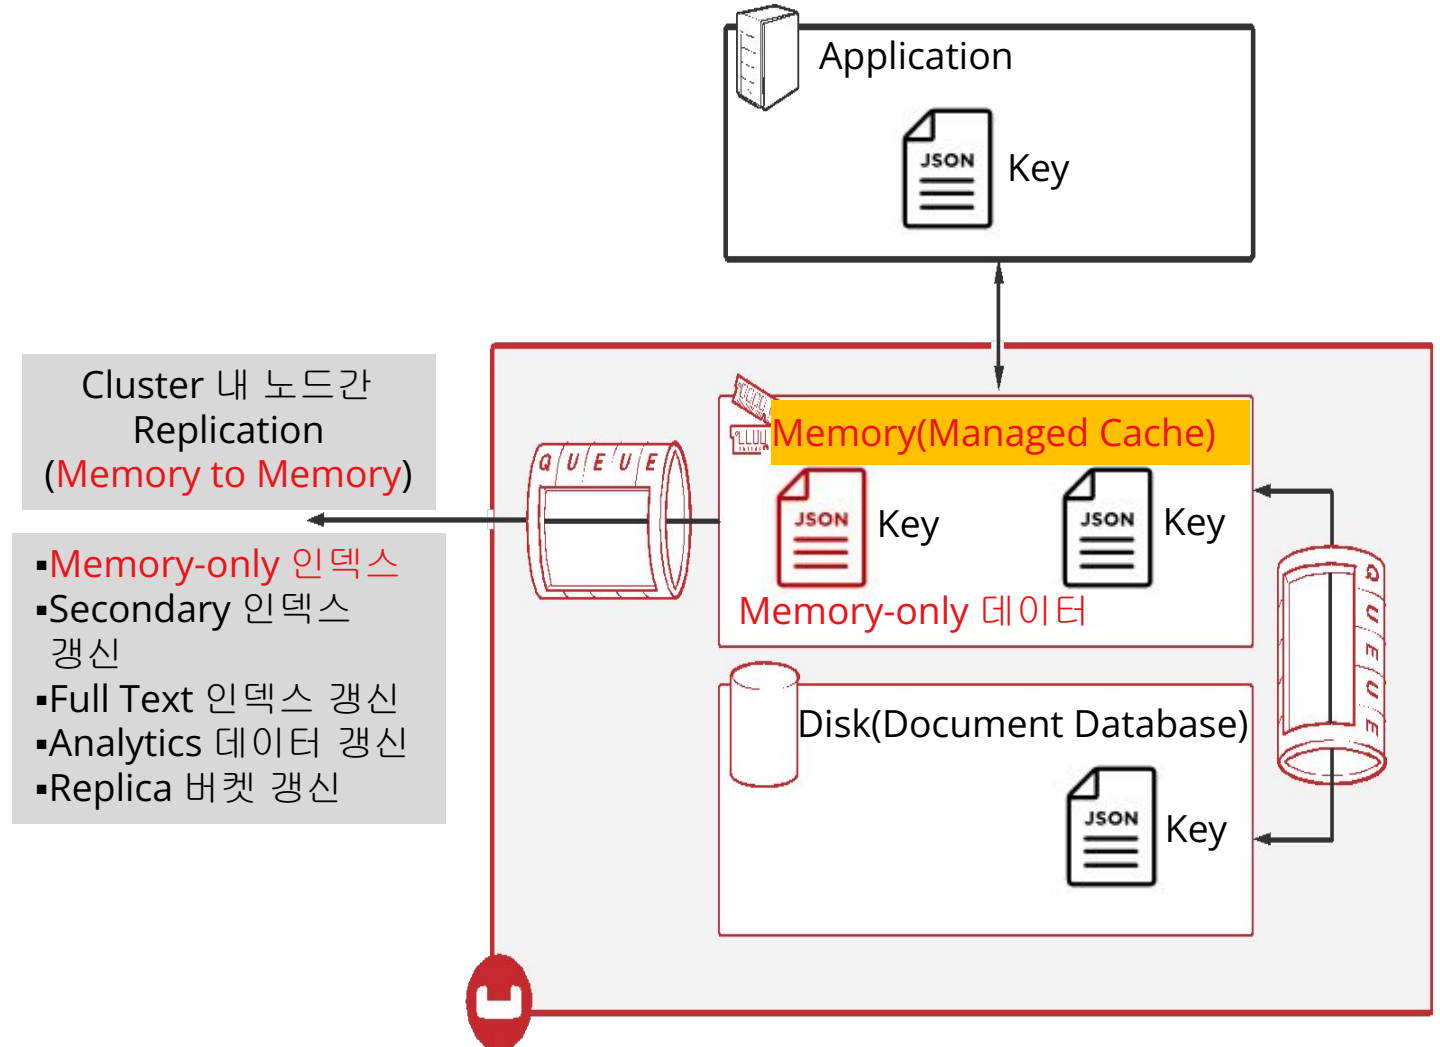 Application
JSON
Key
Cluster 내 노드간
Replication
(Memory to Memory)
▪Memory-only 인덱스
▪Secondary 인덱스
갱신
▪Full Text 인덱스 갱신
▪Analytics 데이터 갱신
▪Replica 버켓 갱신
QUEUE
Memory(Managed Cache)
JSON
Key
JSON
Key
Memory-only 데이터
QUEUE
Disk(Document Database)
JSON
Key